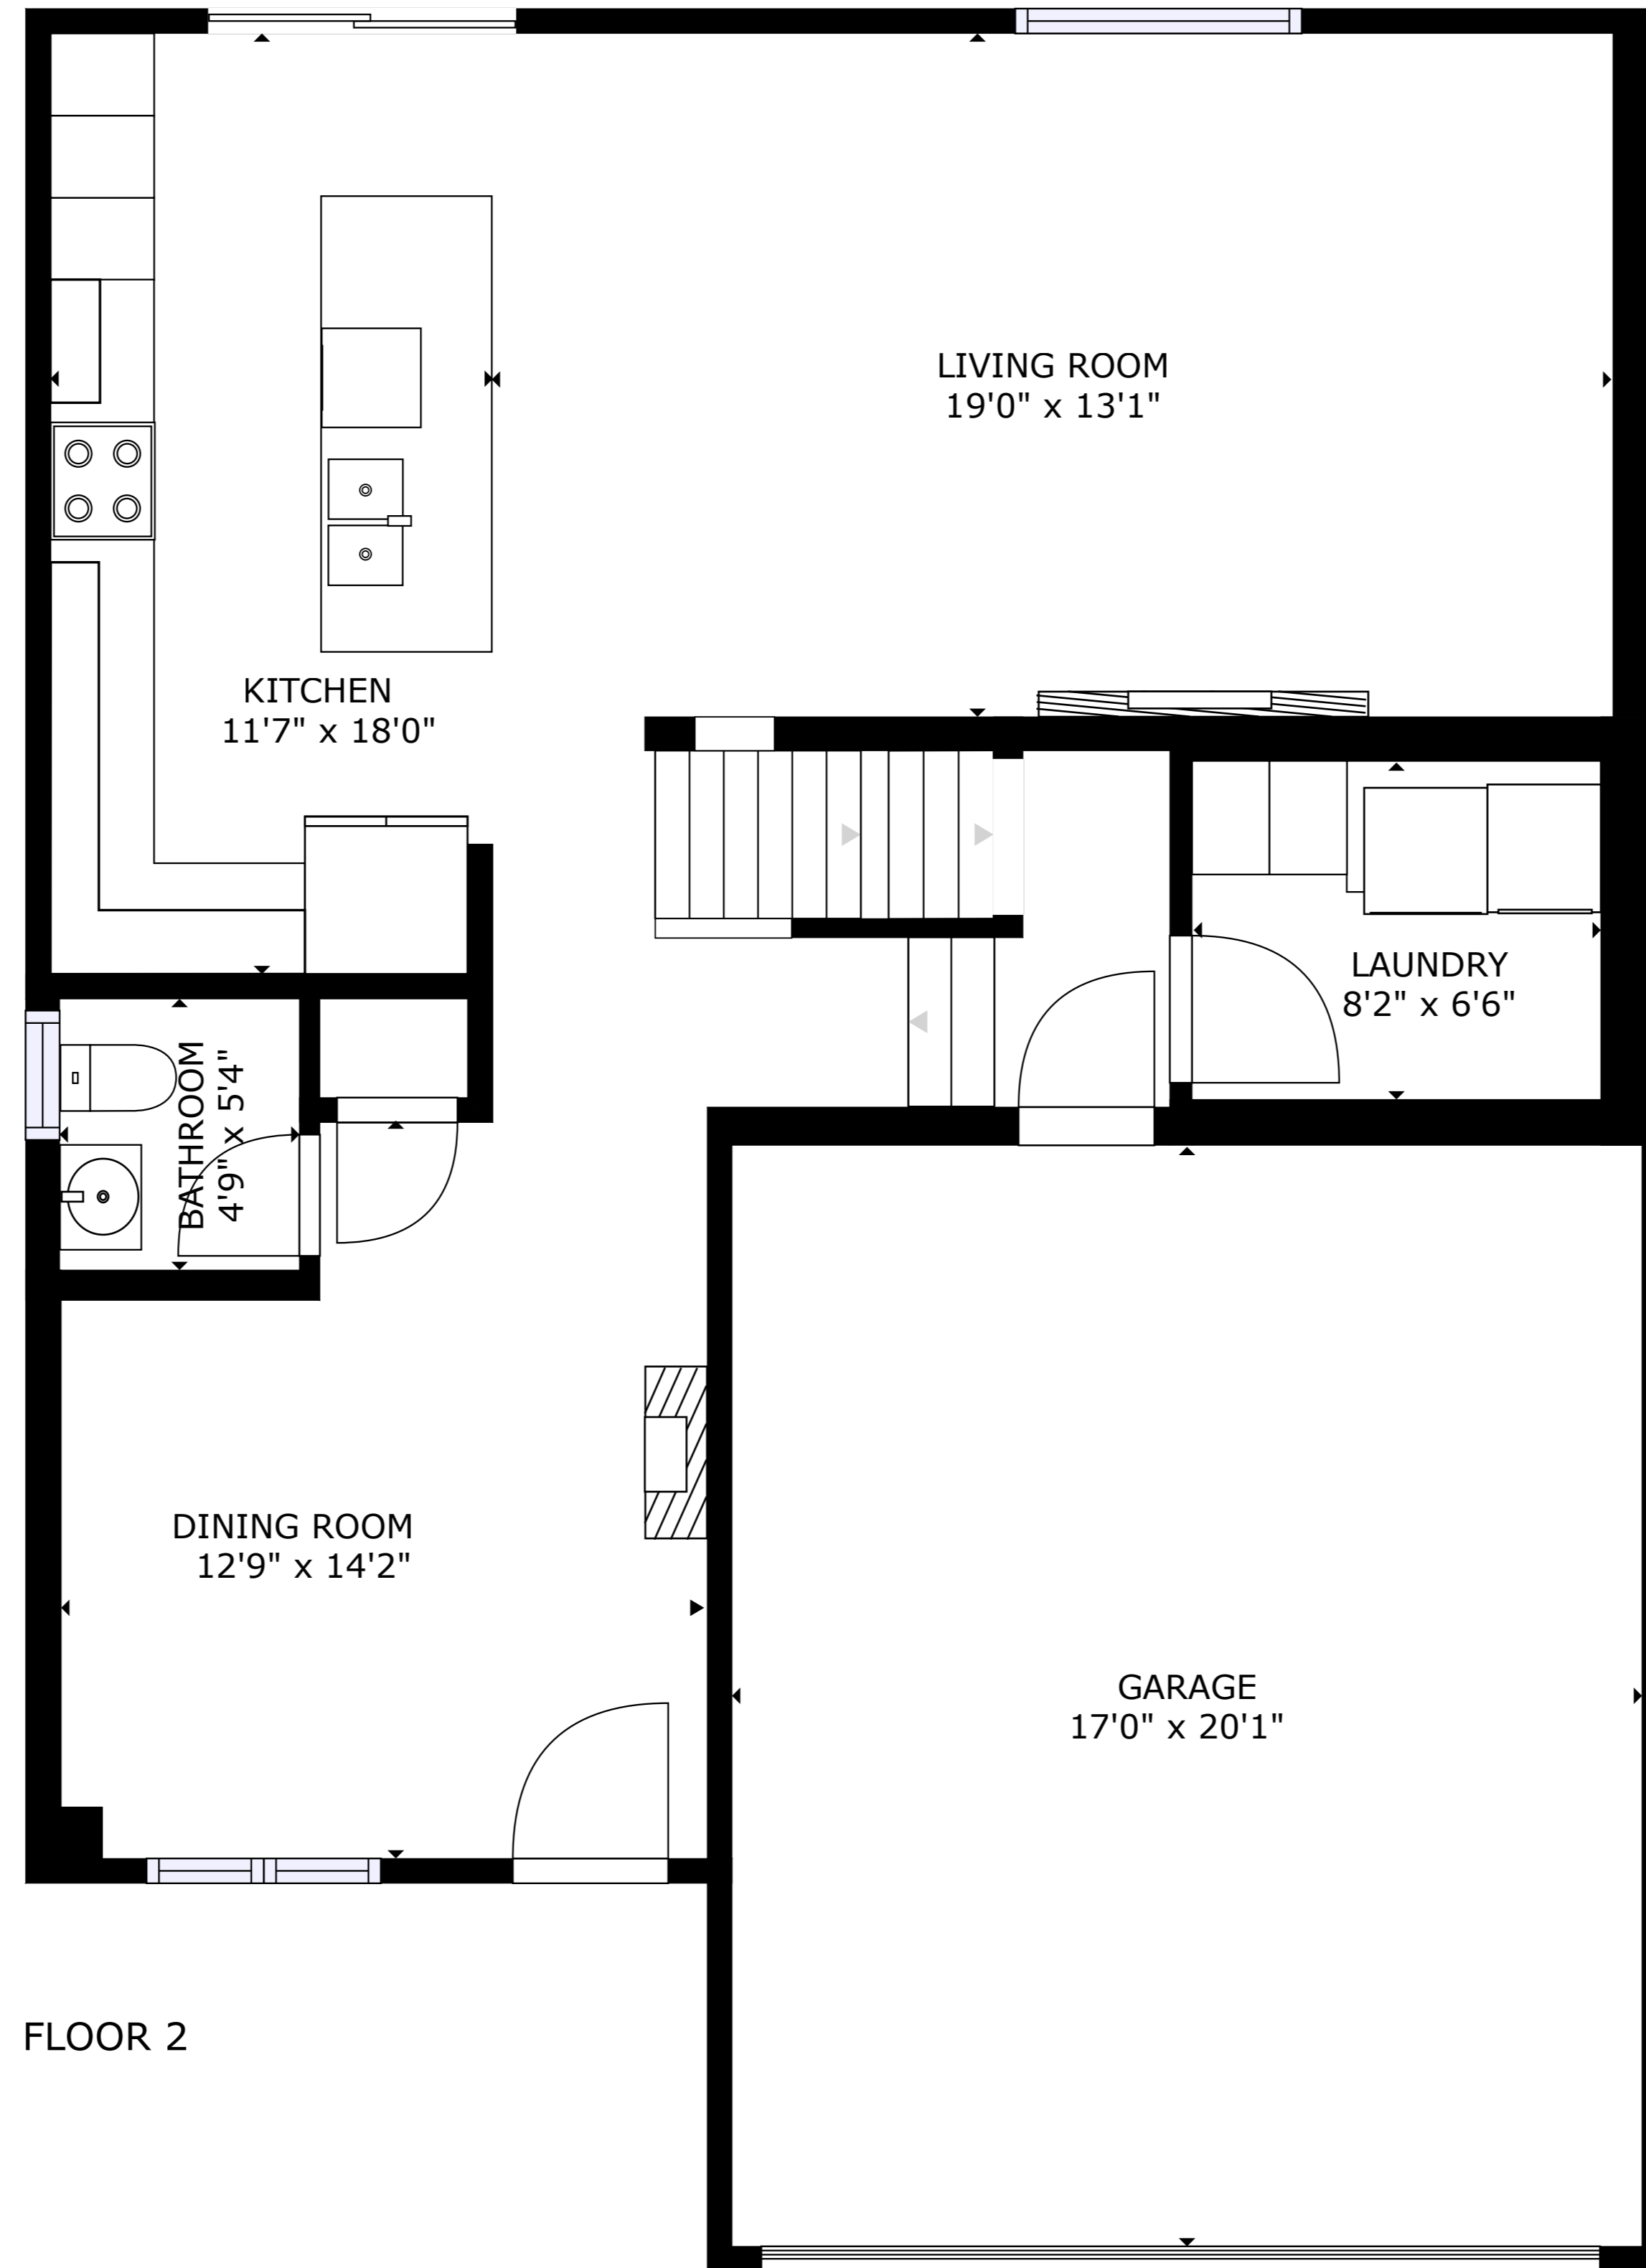 LIVING ROOM
19'0" x 13'1"
KITCHEN
11'7" x 18'0"
LAUNDRY
8'2" x 6'6"
BATHROOM
4'9" x 5'4"
DINING ROOM
12'9" x 14'2"
GARAGE
17'0" x 20'1"
FLOOR 2